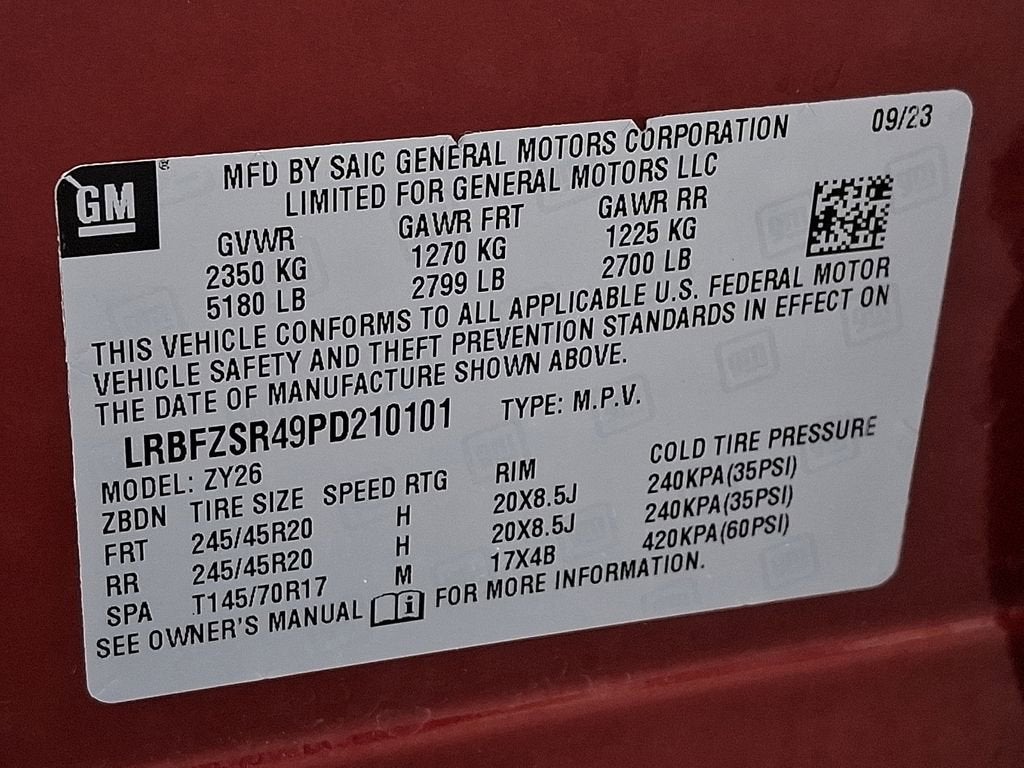 GM
MFD BY SAIC GENERAL MOTORS CORPORATION 09/23
LIMITED FOR GENERAL MOTORS LLC
GVWR GAWR FRT GAWR RR
2350 KG 1270 KG 1225 KG
5180 LB 2799 LB 2700 LB
THIS VEHICLE CONFORMS TO ALL APPLICABLE U.S. FEDERAL MOTOR
VEHICLE SAFETY AND THEFT PREVENTION STANDARDS IN EFFECT ON
THE DATE OF MANUFACTURE SHOWN ABOVE.
LRBFZSR49PD210101 TYPE: M.P.V.
MODEL: ZY26
ZBDN TIRE SIZE SPEED RTG RIM COLD TIRE PRESSURE
FRT 245/45R20 H 20X8.5J 240KPA(35PSI)
RR 245/45R20 H 20X8.5J 240KPA(35PSI)
SPA T145/70R17 M 17X4B 420KPA(60PSI)
SEE OWNER'S MANUAL FOR MORE INFORMATION.